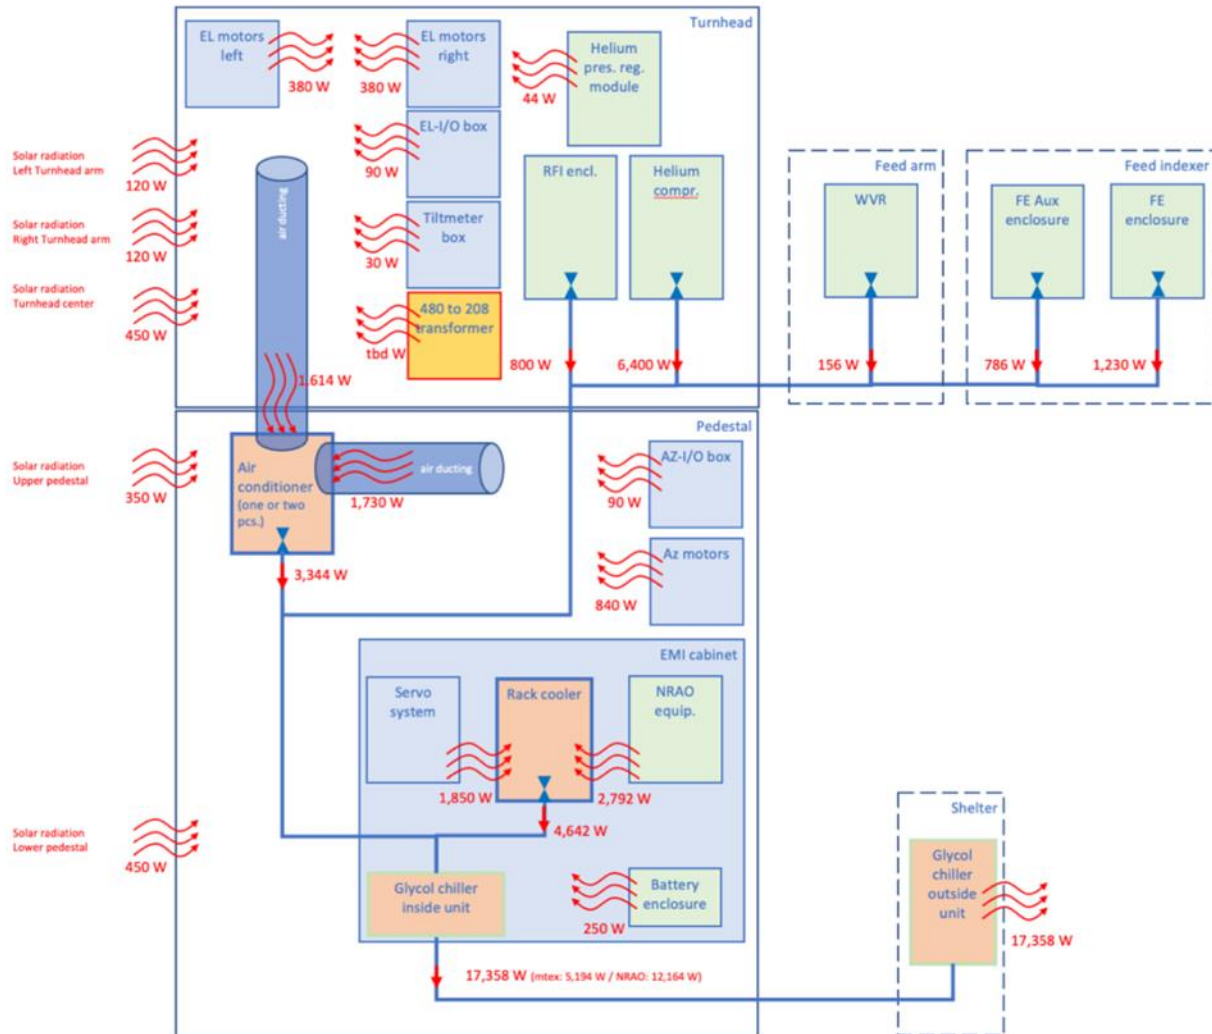 Turnhead
EL motors
left
380 W
EL motors
right
380 W
Helium
pres. reg.
module
44 W
EL-I/O box
90 W
Solar radiation
Left Turnhead arm
120 W
air ducting
RFI encl.
800 W
Helium
compr.
6,400 W
Feed arm
WVR
156 W
Feed indexer
FE Aux
enclosure
786 W
FE
enclosure
1,230 W
Solar radiation
Right Turnhead arm
120 W
Tiltmeter
box
30 W
Solar radiation
Turnhead center
450 W
480 to 208
transformer
tbd W
1.614 W
Pedestal
Solar radiation
Upper pedestal
350 W
Air
conditioner
(one or two
pcs.)
air ducting
1,730 W
3,344 W
AZ-I/O box
90 W
Az motors
840 W
EMI cabinet
Servo
system
1,850 W
Rack cooler
4,642 W
NRAO
equip.
2,792 W
Solar radiation
Lower pedestal
450 W
Glycol chiller
inside unit
Battery
enclosure
250 W
17,358 W (mtex: 5,194 W / NRAO: 12,164 W)
Shelter
Glycol
chiller
outside
unit
17,358 W